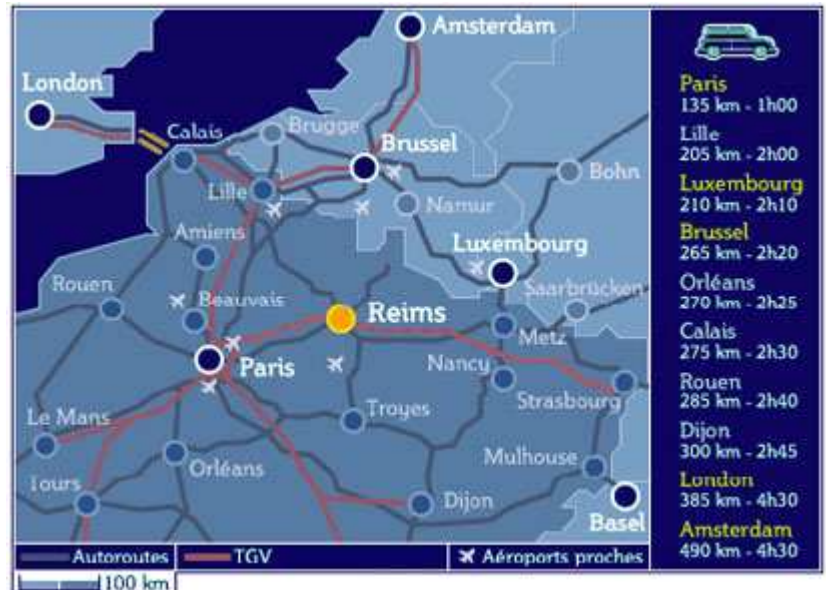 Amsterdam
London
Calais
Brugge
Brussel
Bohn
Lille
Namur
Amiens
Luxembourg
Rouen
Beauvais
Saarbrücken
Reims
Metz
Paris
Nancy
Strasbourg
Le Mans
Troyes
Orléans
Mulhouse
Tours
Dijon
Basel
Autoroutes
TGV
Aéroports proches
100 km
Paris
135 km - 1h00
Lille
205 km - 2h00
Luxembourg
210 km - 2h10
Brussel
265 km - 2h20
Orléans
270 km - 2h25
Calais
275 km - 2h30
Rouen
285 km - 2h40
Dijon
300 km - 2h45
London
385 km - 4h30
Amsterdam
490 km - 4h30